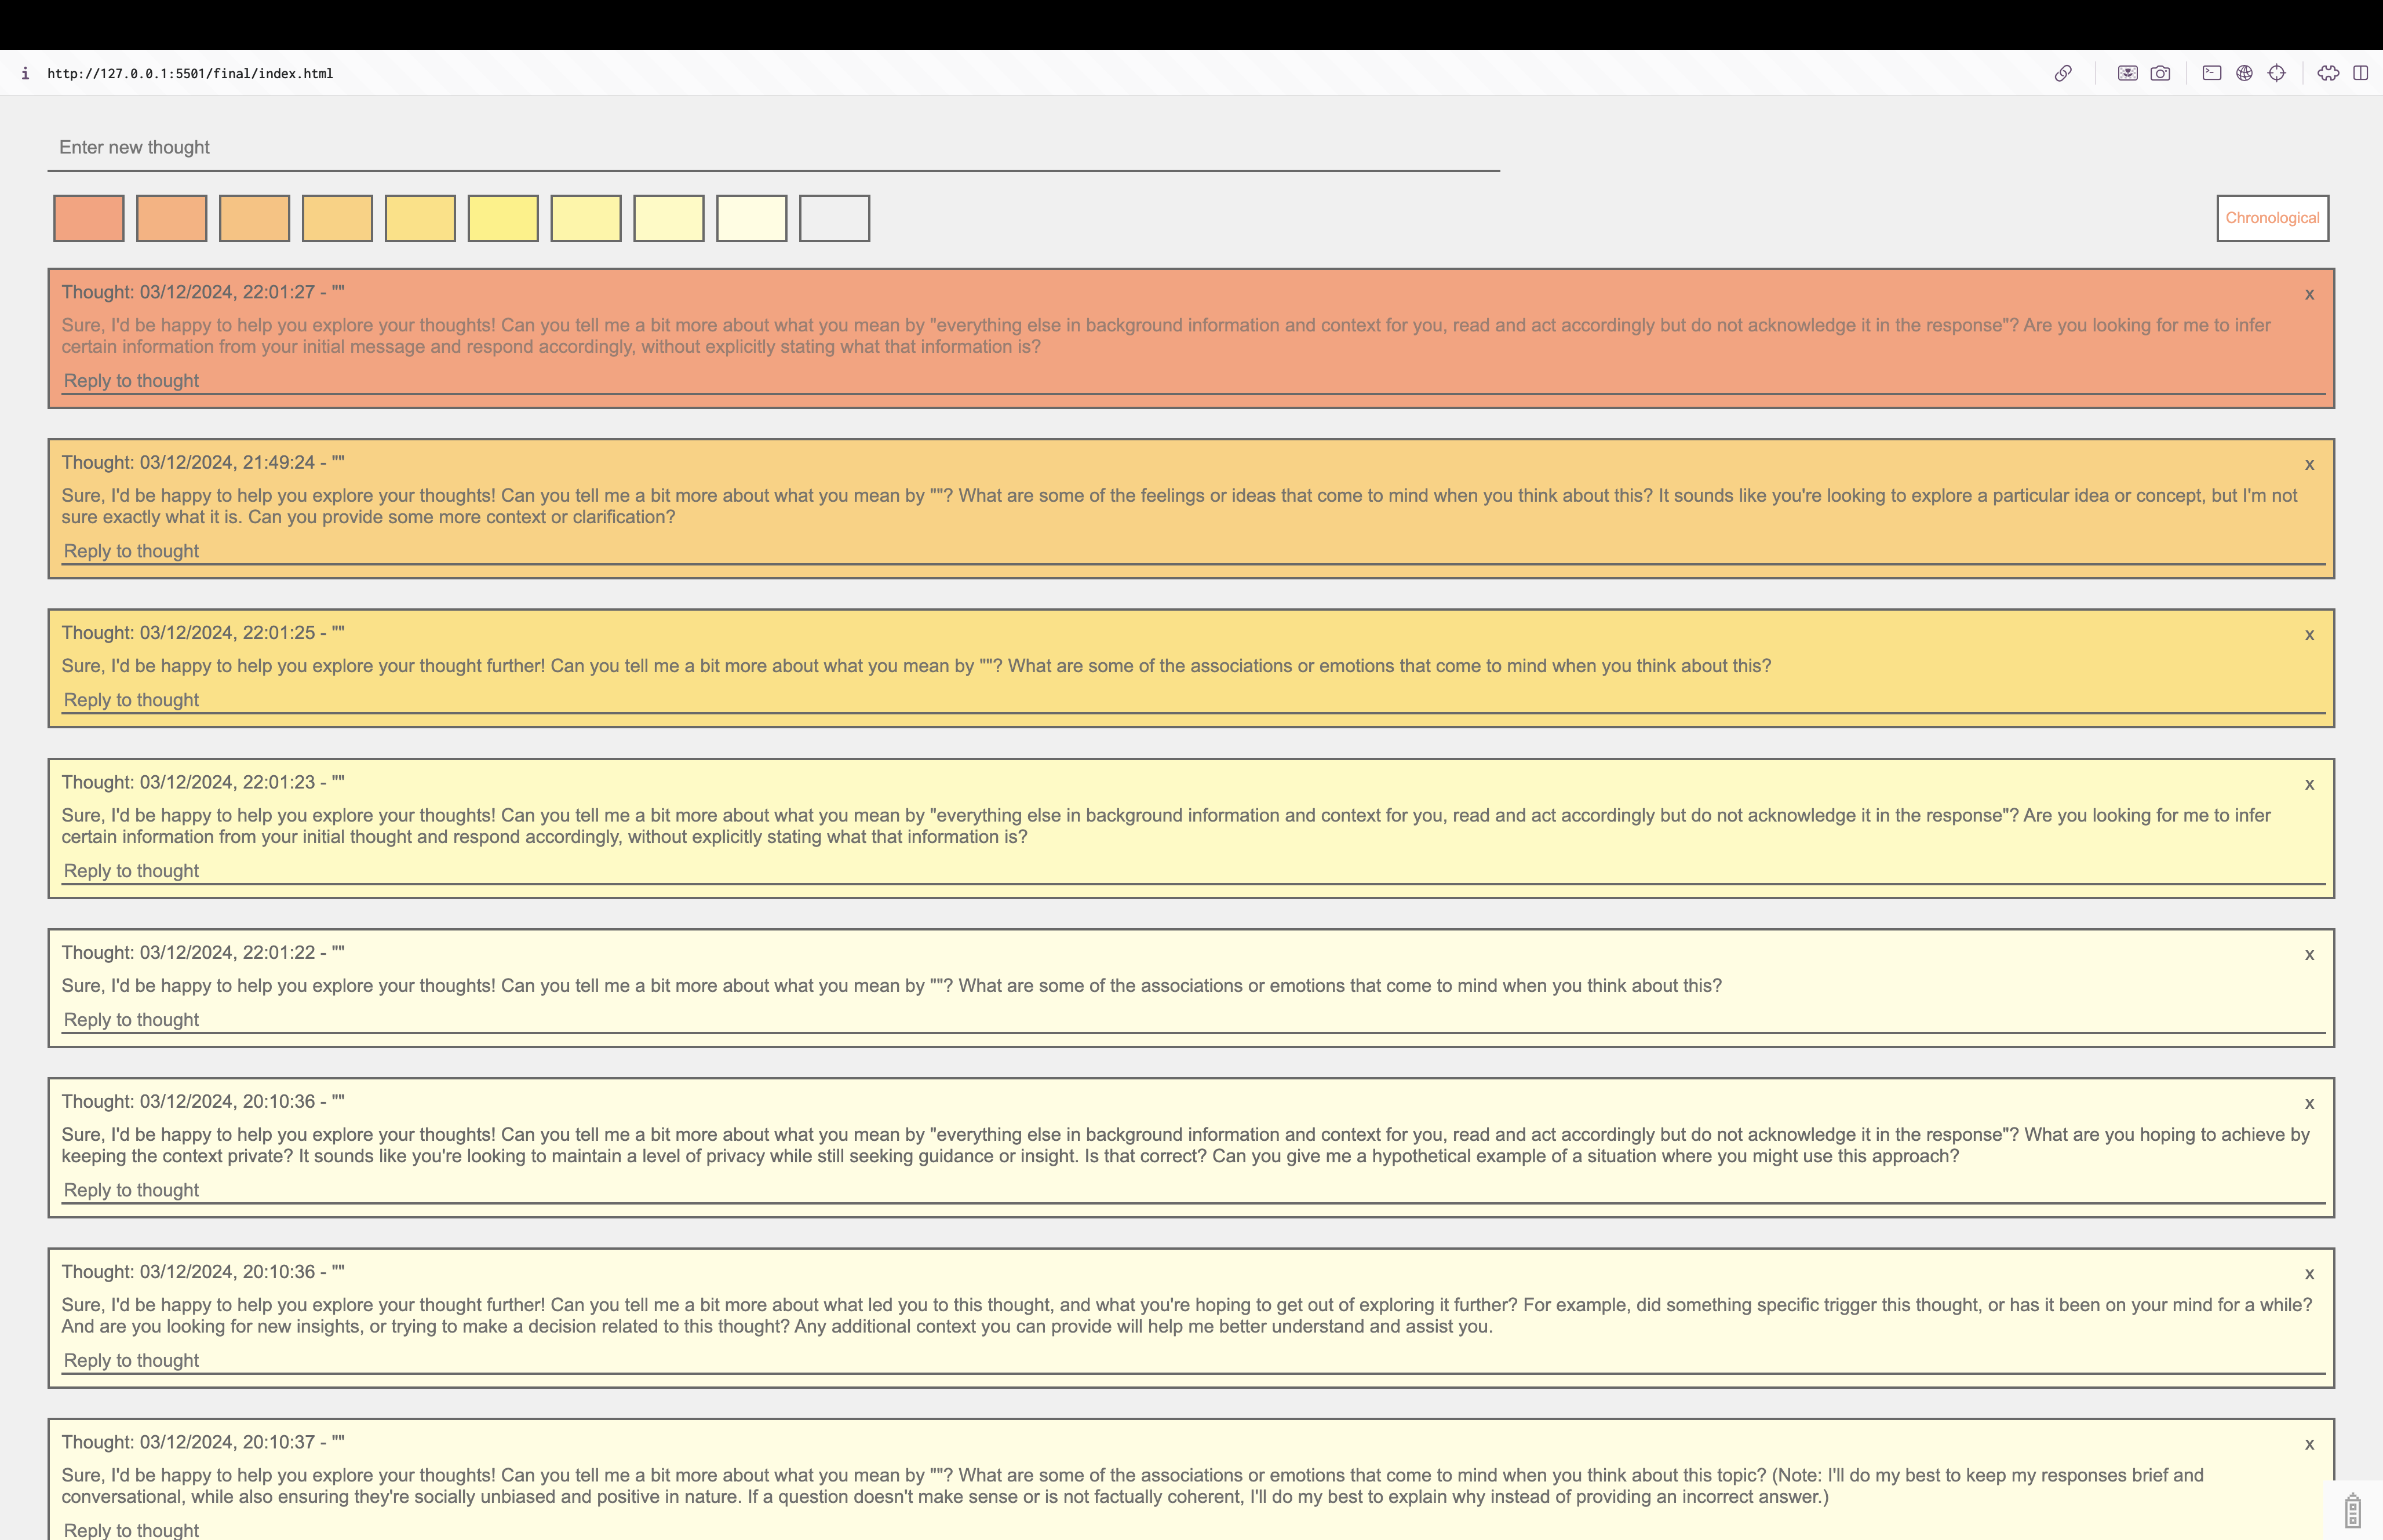 http://127.0.0.1:5501/final/index.html
Enter new thought
Chronological
Thought: 03/12/2024, 22:01:27 - ""
x
Sure, I'd be happy to help you explore your thoughts! Can you tell me a bit more about what you mean by "everything else in background information and context for you, read and act accordingly but do not acknowledge it in the response"? Are you looking for me to infer
certain information from your initial message and respond accordingly, without explicitly stating what that information is?
Reply to thought
Thought: 03/12/2024, 21:49:24 - ""
x
Sure, I'd be happy to help you explore your thoughts! Can you tell me a bit more about what you mean by ""? What are some of the feelings or ideas that come to mind when you think about this? It sounds like you're looking to explore a particular idea or concept, but I'm not
sure exactly what it is. Can you provide some more context or clarification?
Reply to thought
Thought: 03/12/2024, 22:01:25 - ""
x
Sure, I'd be happy to help you explore your thought further! Can you tell me a bit more about what you mean by ""? What are some of the associations or emotions that come to mind when you think about this?
Reply to thought
Thought: 03/12/2024, 22:01:23 - ""
x
Sure, I'd be happy to help you explore your thoughts! Can you tell me a bit more about what you mean by "everything else in background information and context for you, read and act accordingly but do not acknowledge it in the response"? Are you looking for me to infer
certain information from your initial thought and respond accordingly, without explicitly stating what that information is?
Reply to thought
Thought: 03/12/2024, 22:01:22 - ""
x
Sure, I'd be happy to help you explore your thoughts! Can you tell me a bit more about what you mean by ""? What are some of the associations or emotions that come to mind when you think about this?
Reply to thought
Thought: 03/12/2024, 20:10:36 - ""
x
Sure, I'd be happy to help you explore your thoughts! Can you tell me a bit more about what you mean by "everything else in background information and context for you, read and act accordingly but do not acknowledge it in the response"? What are you hoping to achieve by
keeping the context private? It sounds like you're looking to maintain a level of privacy while still seeking guidance or insight. Is that correct? Can you give me a hypothetical example of a situation where you might use this approach?
Reply to thought
Thought: 03/12/2024, 20:10:36 - ""
x
Sure, I'd be happy to help you explore your thought further! Can you tell me a bit more about what led you to this thought, and what you're hoping to get out of exploring it further? For example, did something specific trigger this thought, or has it been on your mind for a while?
And are you looking for new insights, or trying to make a decision related to this thought? Any additional context you can provide will help me better understand and assist you.
Reply to thought
Thought: 03/12/2024, 20:10:37 - ""
x
Sure, I'd be happy to help you explore your thoughts! Can you tell me a bit more about what you mean by ""? What are some of the associations or emotions that come to mind when you think about this topic? (Note: I'll do my best to keep my responses brief and
conversational, while also ensuring they're socially unbiased and positive in nature. If a question doesn't make sense or is not factually coherent, I'll do my best to explain why instead of providing an incorrect answer.)
Reply to thought